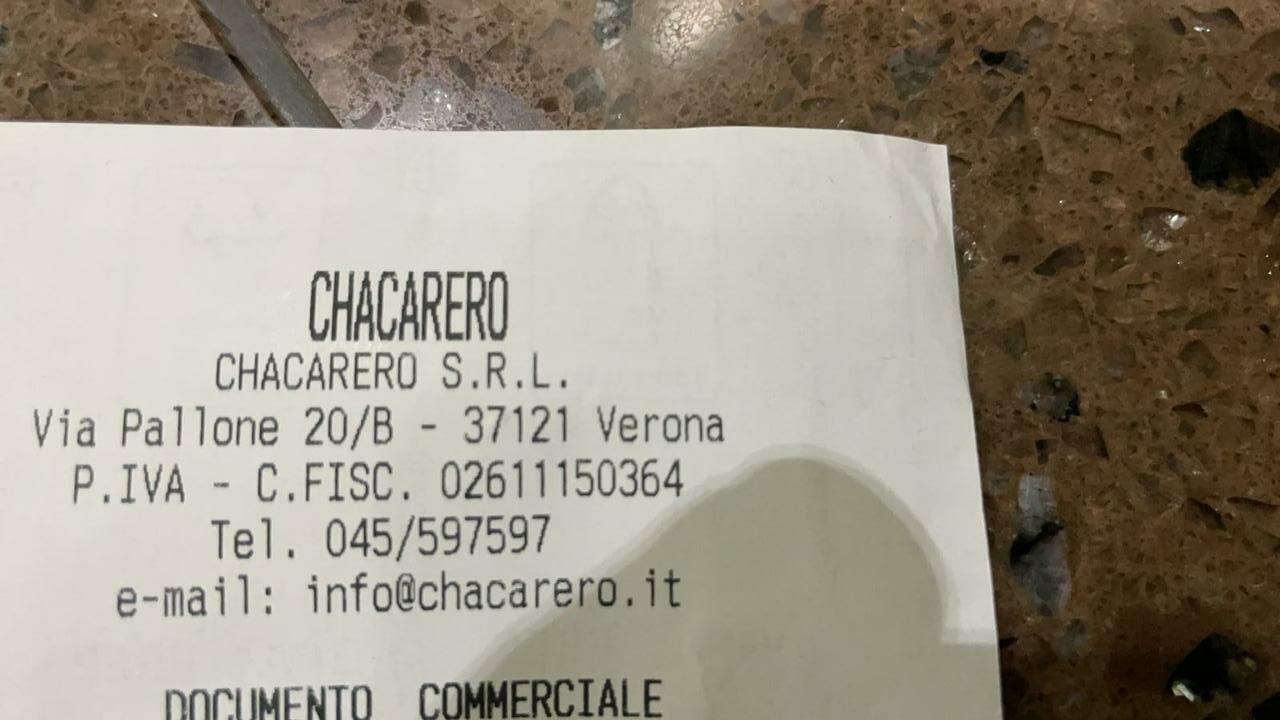 CHACARERO
CHACARERO S.R.L.
Via Pallone 20/B - 37121 Verona
P.IVA - C.FISC. 02611150364
Tel. 045/597597
e-mail: info@chacarero.it
DOCUMENTO COMMERCIALE